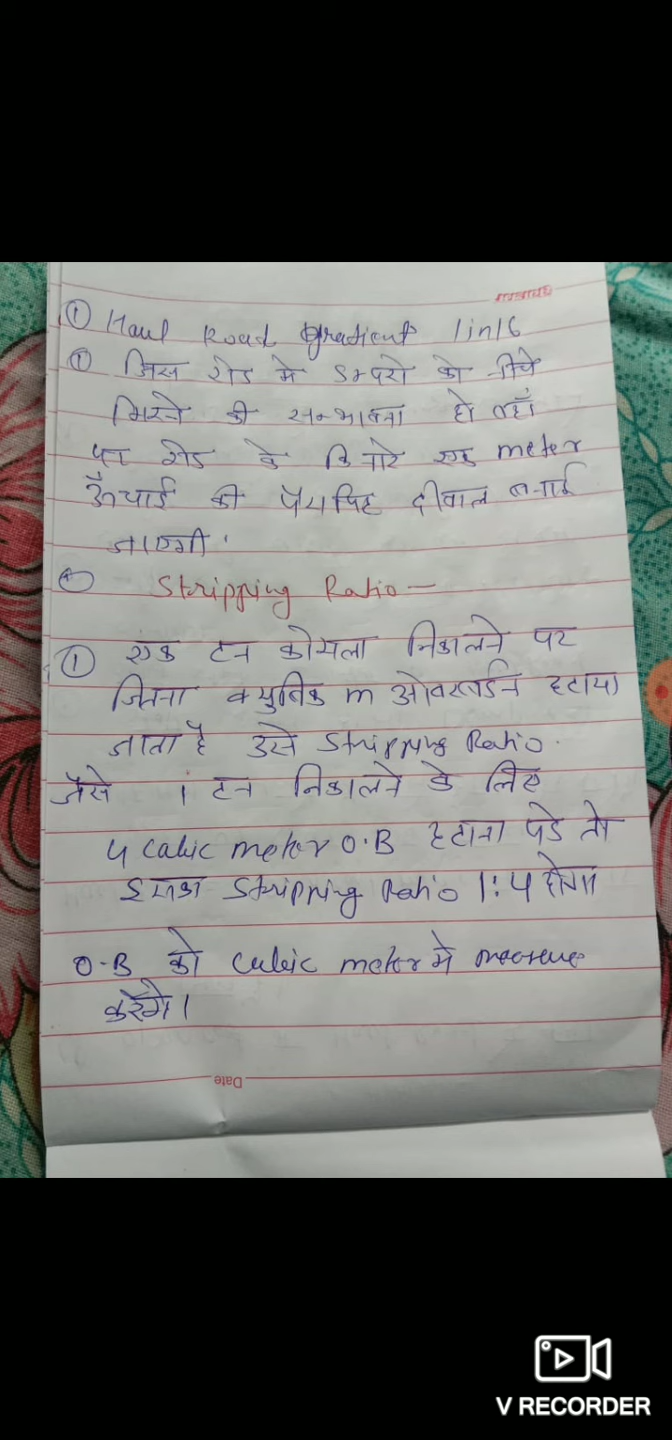 ① Haul Road Gradient 1in16
① जिस रोड मे डम्परो को नीचे
गिरने की सम्भावना हो वहाँ
पर रोड के किनारे एक meter
ऊँचाई की पैरापिट दीवाल बनाई
जाएगी
Stripping Ratio —
① एक टन कोयला निकालने पर
जितना क्युविक m ओवरबर्डन हटाया
जाता है उसे Stripping Ratio.
जैसे 1 टन निकालने के लिए
4 cubic meter O.B हटाना पडे तो
इसका Stripping Ratio 1:4 होगा
O-B को cubic meter मे measure
करेंगे।
Date
V RECORDER